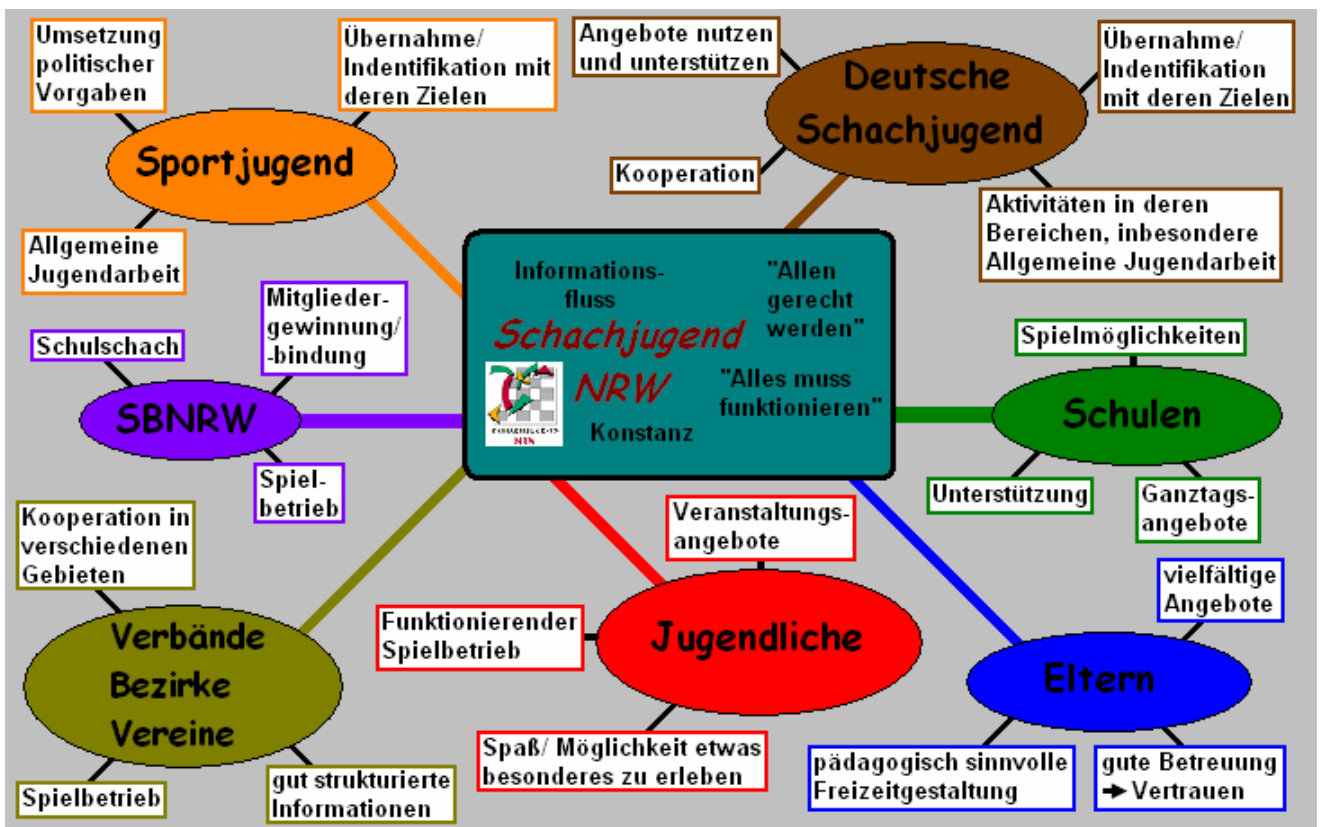 Umsetzung
politischer
Vorgaben
Übernahme/
Indentifikation mit
deren Zielen
Sportjugend
Allgemeine
Jugendarbeit
Angebote nutzen
und unterstützen
Übernahme/
Indentifikation
mit deren Zielen
Deutsche
Schachjugend
Kooperation
Aktivitäten in deren
Bereichen, inbesondere
Allgemeine Jugendarbeit
Informations-
fluss
"Allen
gerecht
werden"
Schachjugend
NRW
"Alles muss
funktionieren"
Konstanz
NRW
Mitglieder-
gewinnung/
-bindung
Schulschach
SBNRW
Spiel-
betrieb
Spielmöglichkeiten
Schulen
Unterstützung
Ganztags-
angebote
Kooperation in
verschiedenen
Gebieten
Verbände
Bezirke
Vereine
Spielbetrieb
gut strukturierte
Informationen
Veranstaltungs-
angebote
Funktionierender
Spielbetrieb
Jugendliche
Spaß/ Möglichkeit etwas
besonderes zu erleben
vielfältige
Angebote
Eltern
pädagogisch sinnvolle
Freizeitgestaltung
gute Betreuung
➔ Vertrauen